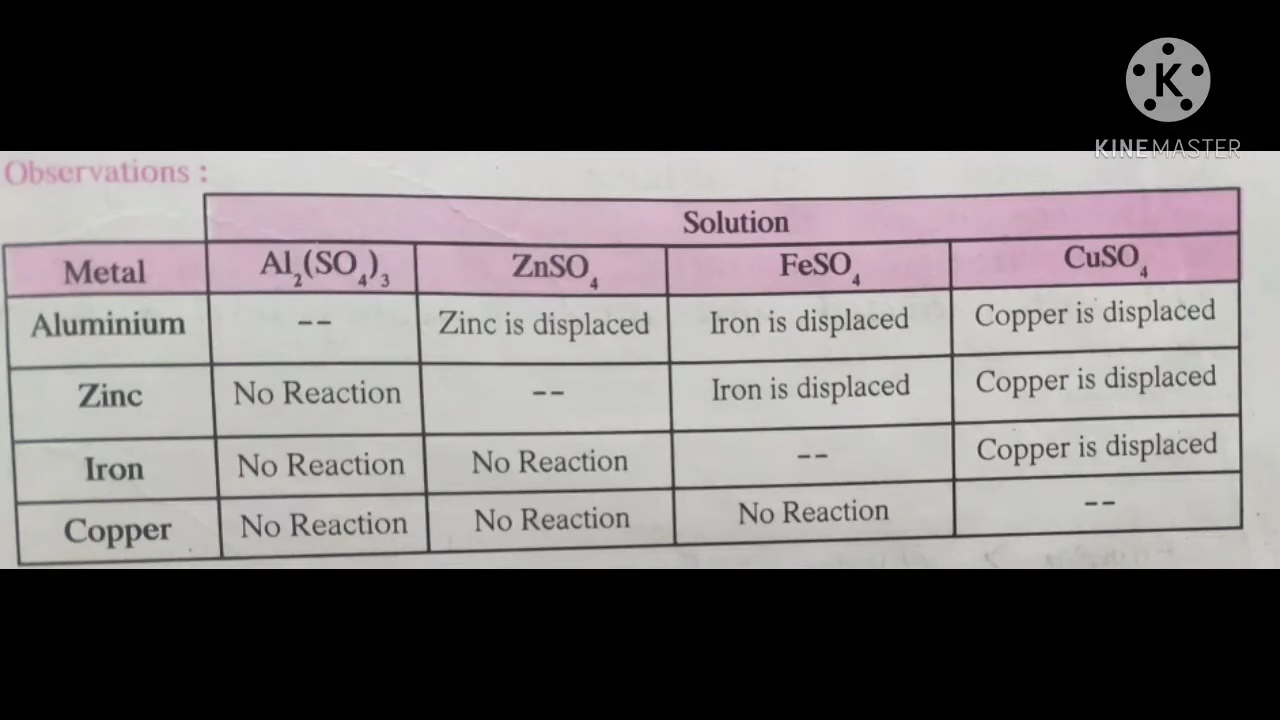 K
KINEMASTER
Observations :
Solution
Metal Al₂(SO₄)₃ ZnSO₄ FeSO₄ CuSO₄
Aluminium -- Zinc is displaced Iron is displaced Copper is displaced
Zinc No Reaction -- Iron is displaced Copper is displaced
Iron No Reaction No Reaction -- Copper is displaced
Copper No Reaction No Reaction No Reaction --